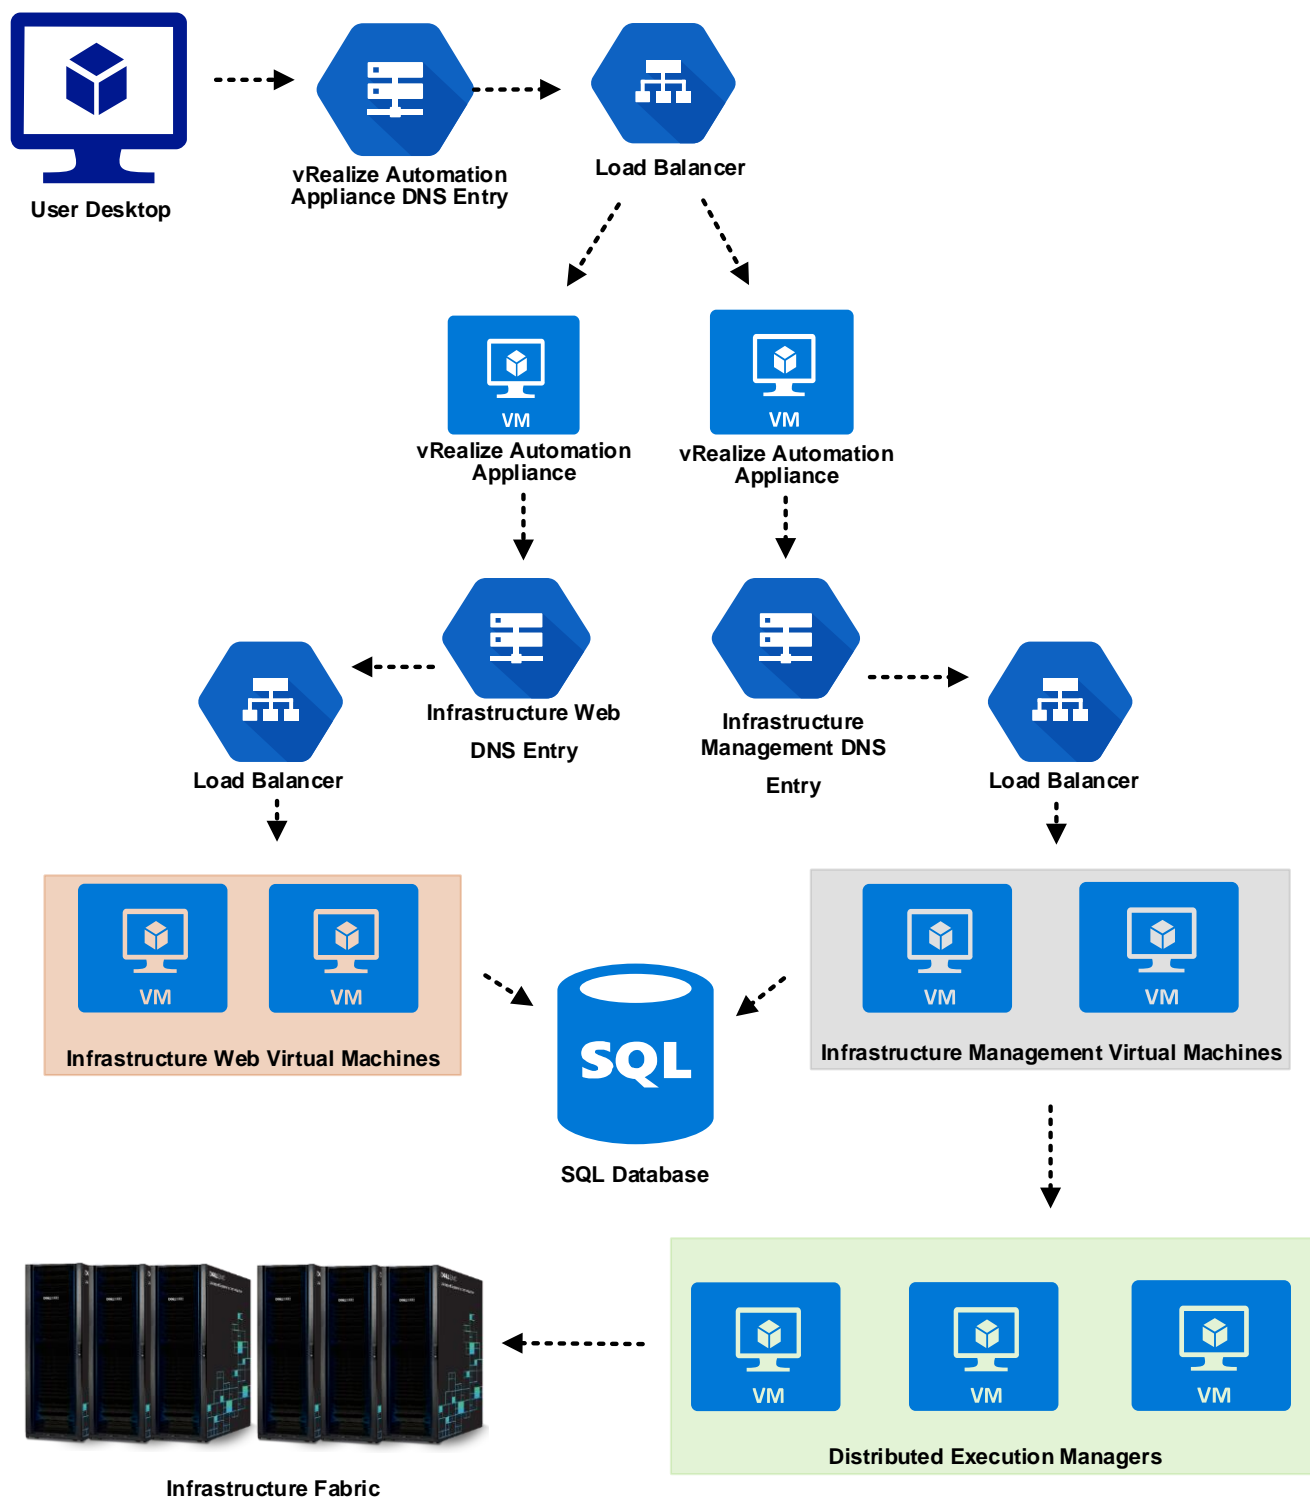 User Desktop
vRealize Automation
Appliance DNS Entry
Load Balancer
VM
vRealize Automation
Appliance
VM
vRealize Automation
Appliance
Infrastructure Web
DNS Entry
Infrastructure
Management DNS
Entry
Load Balancer
Load Balancer
VM
VM
Infrastructure Web Virtual Machines
VM
VM
Infrastructure Management Virtual Machines
SQL
SQL Database
VM
VM
VM
Distributed Execution Managers
Infrastructure Fabric